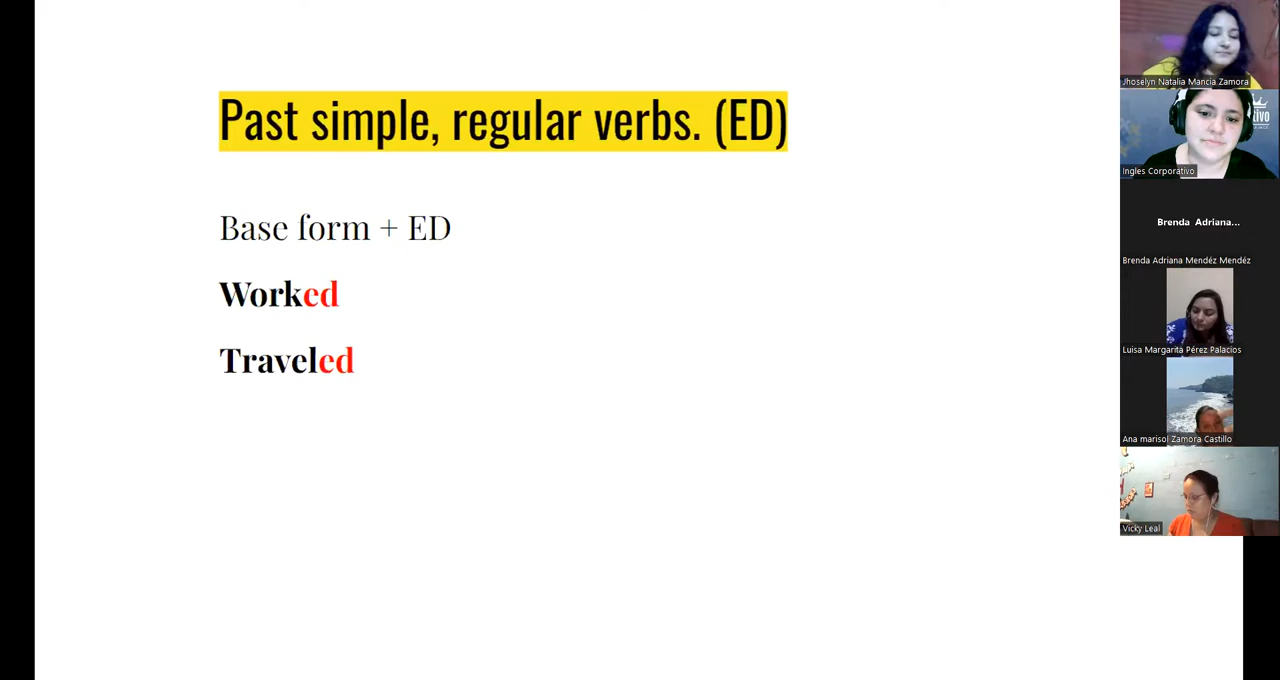 Past simple, regular verbs. (ED)
Base form + ED
Worked
Traveled
Jhoselyn Natalia Mancia Zamora
tivo
Ingles Corporativo
Brenda Adriana...
Brenda Adriana Mendéz Mendéz
Luisa Margarita Pérez Palacios
Ana marisol Zamora Castillo
Vicky Leal